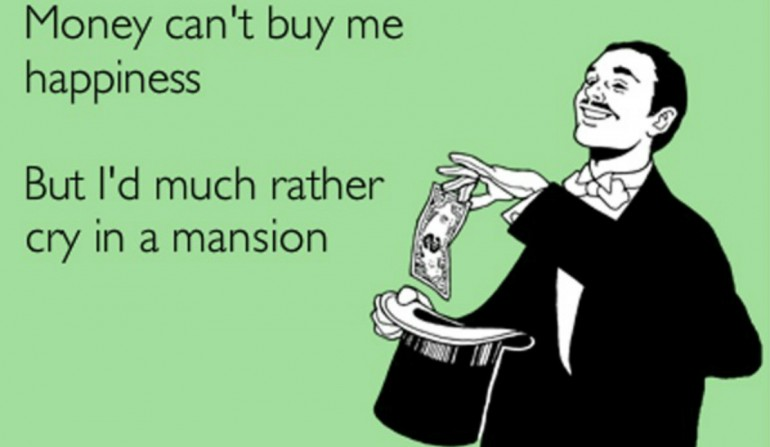 Money can't buy me
happiness
But I'd much rather
cry in a mansion